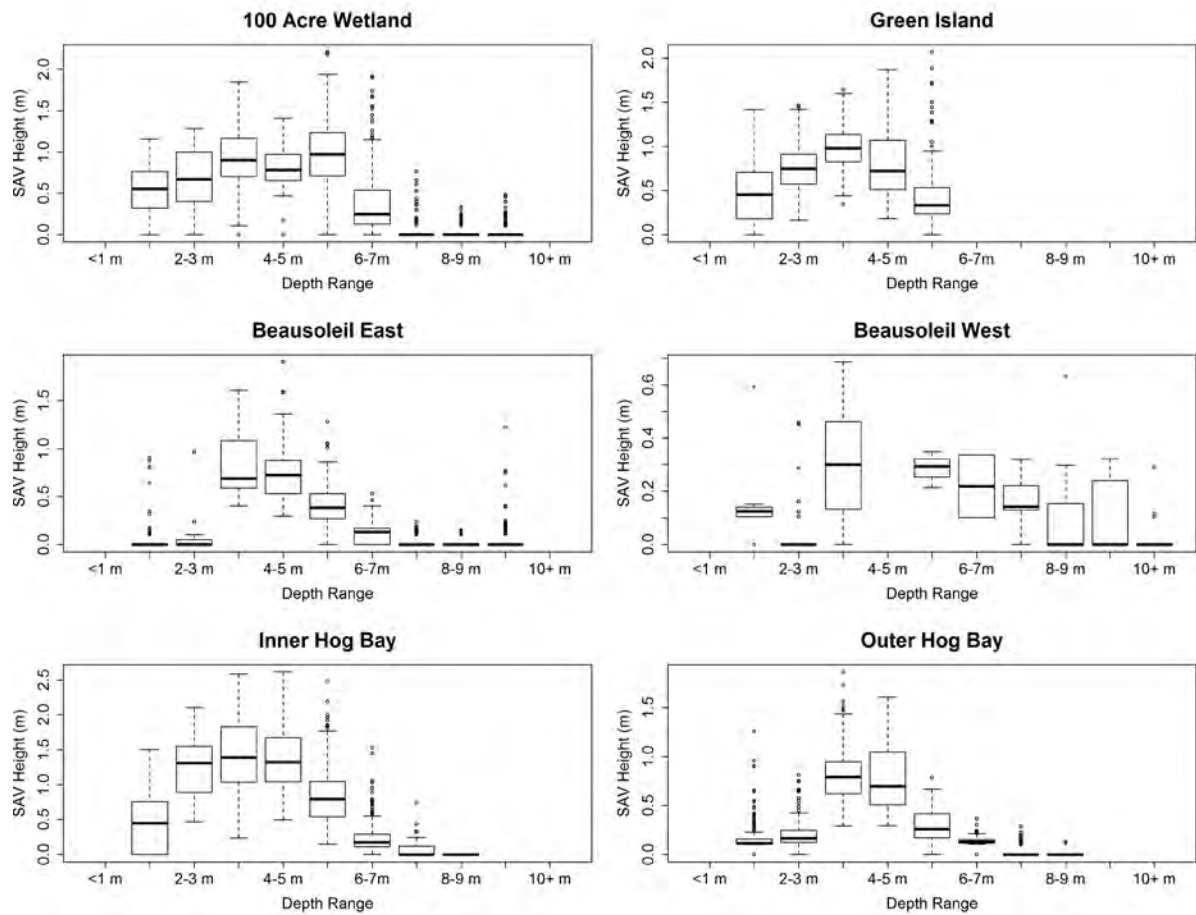 100 Acre Wetland
SAV Height (m)
0.0 0.5 1.0 1.5 2.0
<1 m 2-3 m 4-5 m 6-7m 8-9 m 10+ m
Depth Range
Green Island
SAV Height (m)
0.0 0.5 1.0 1.5 2.0
<1 m 2-3 m 4-5 m 6-7m 8-9 m 10+ m
Depth Range
Beausoleil East
SAV Height (m)
0.0 0.5 1.0 1.5
<1 m 2-3 m 4-5 m 6-7m 8-9 m 10+ m
Depth Range
Beausoleil West
SAV Height (m)
0.0 0.2 0.4 0.6
<1 m 2-3 m 4-5 m 6-7m 8-9 m 10+ m
Depth Range
Inner Hog Bay
SAV Height (m)
0.0 0.5 1.0 1.5 2.0 2.5
<1 m 2-3 m 4-5 m 6-7m 8-9 m 10+ m
Depth Range
Outer Hog Bay
SAV Height (m)
0.0 0.5 1.0 1.5
<1 m 2-3 m 4-5 m 6-7m 8-9 m 10+ m
Depth Range